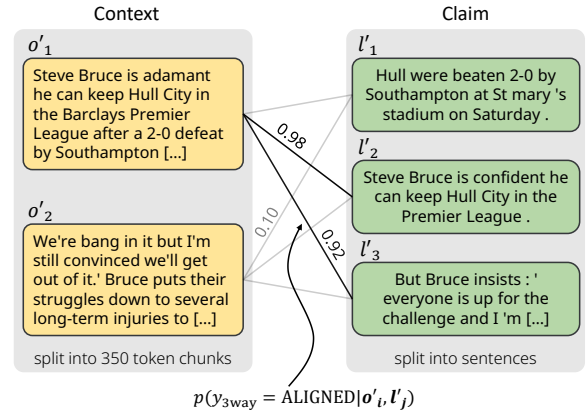 Context
Claim
o'₁
Steve Bruce is adamant
he can keep Hull City in
the Barclays Premier
League after a 2-0 defeat
by Southampton [...]
o'₂
We're bang in it but I'm
still convinced we'll get
out of it.' Bruce puts their
struggles down to several
long-term injuries to [...]
split into 350 token chunks
0.98
0.10
0.92
l'₁
Hull were beaten 2-0 by
Southampton at St mary 's
stadium on Saturday .
l'₂
Steve Bruce is confident he
can keep Hull City in the
Premier League .
l'₃
But Bruce insists : '
everyone is up for the
challenge and I 'm [...]
split into sentences
p(y₃way = ALIGNED|o'ᵢ, l'ⱼ)